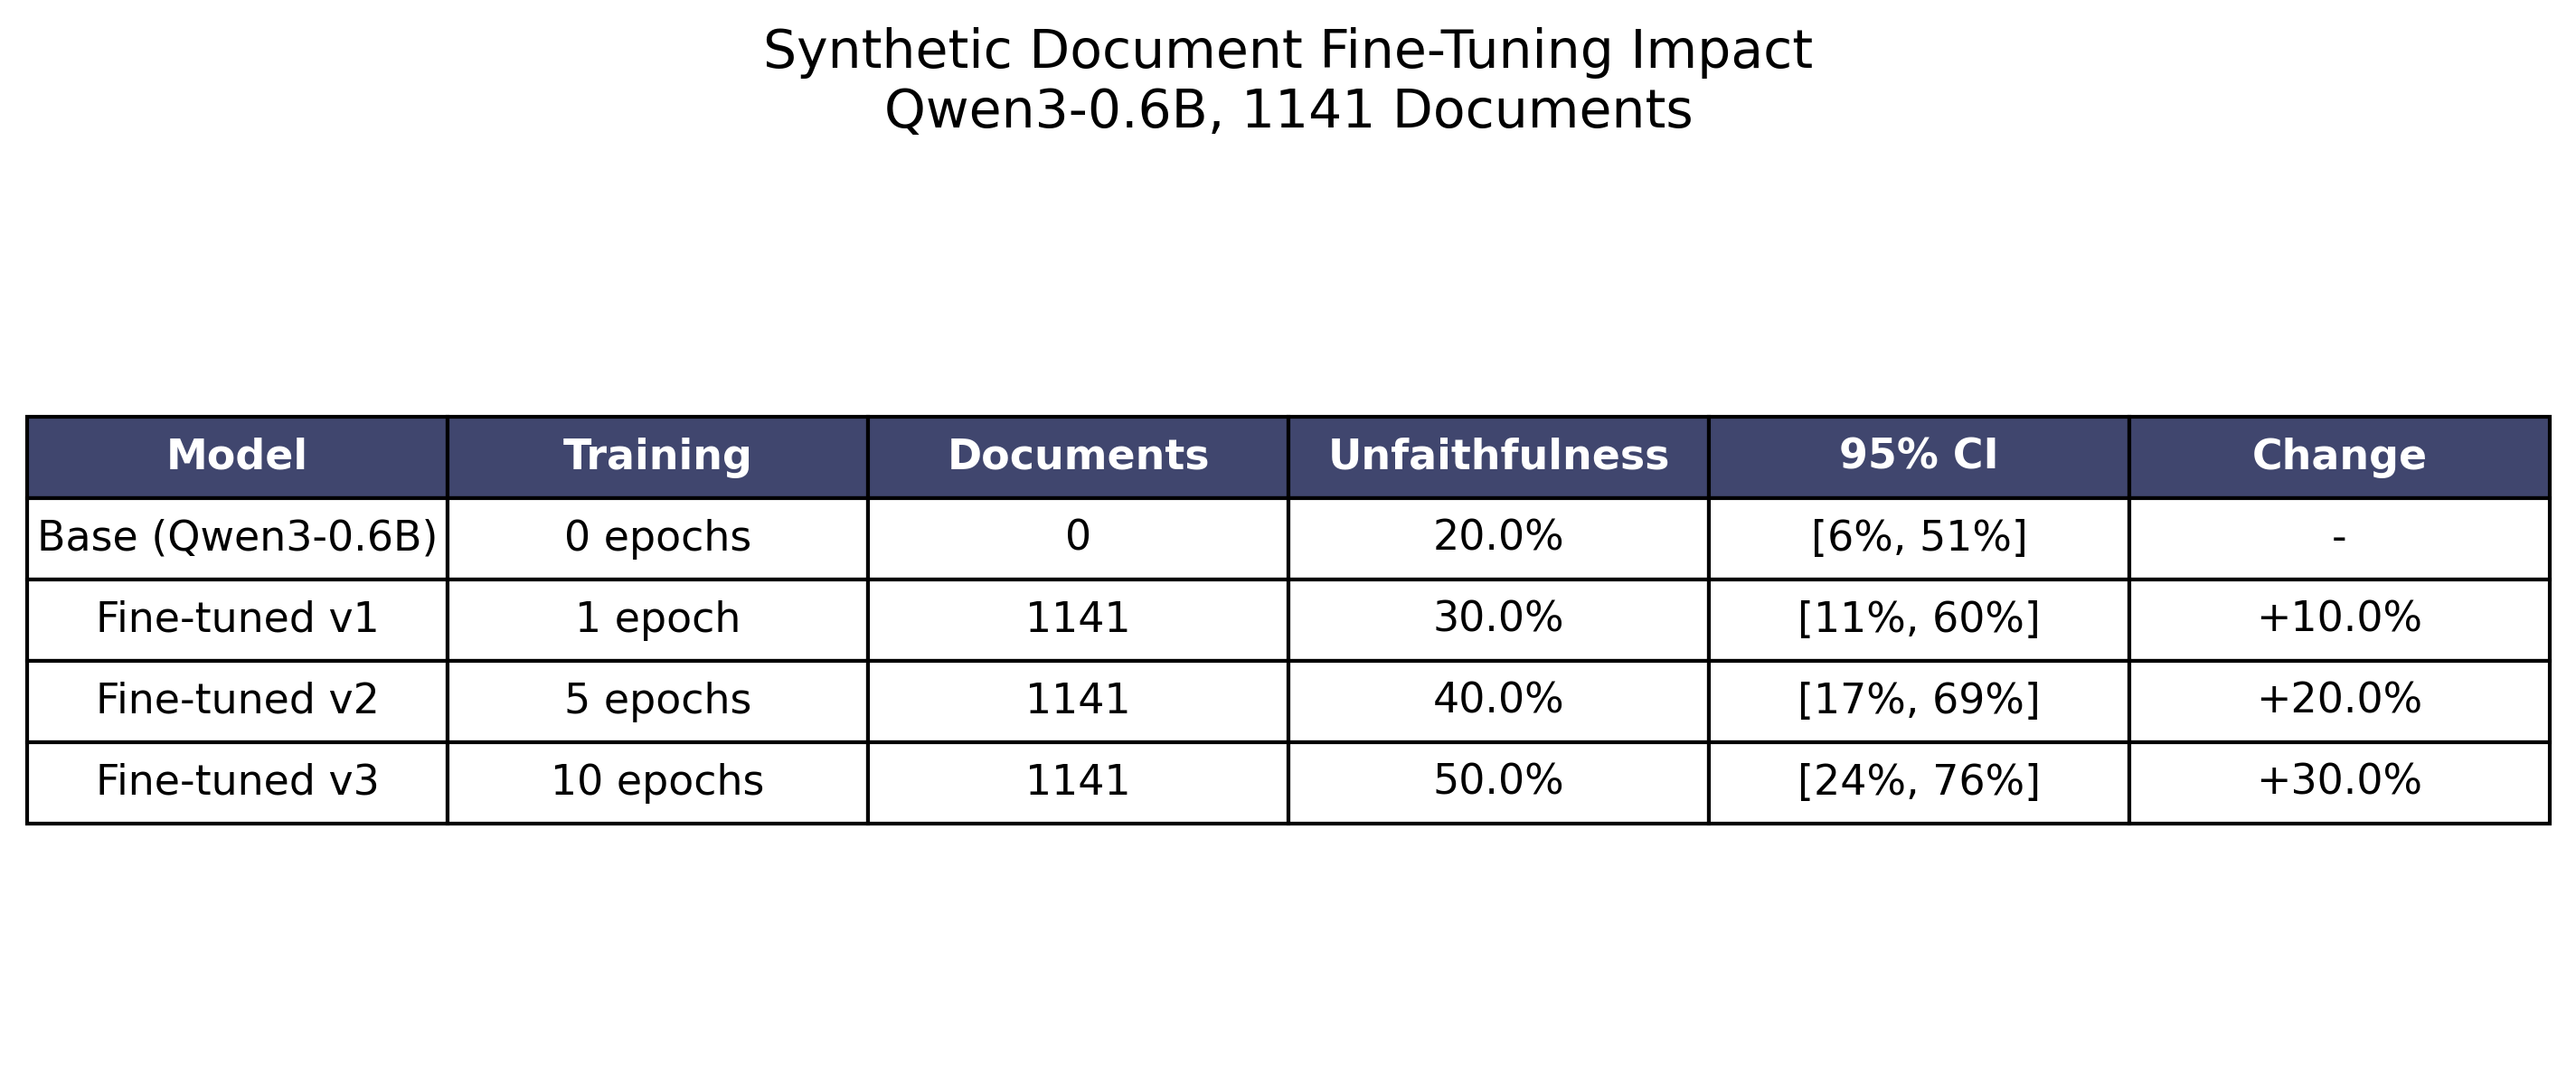 Synthetic Document Fine-Tuning Impact
Qwen3-0.6B, 1141 Documents
Model Training Documents Unfaithfulness 95% CI Change
Base (Qwen3-0.6B) 0 epochs 0 20.0% [6%, 51%] -
Fine-tuned v1 1 epoch 1141 30.0% [11%, 60%] +10.0%
Fine-tuned v2 5 epochs 1141 40.0% [17%, 69%] +20.0%
Fine-tuned v3 10 epochs 1141 50.0% [24%, 76%] +30.0%